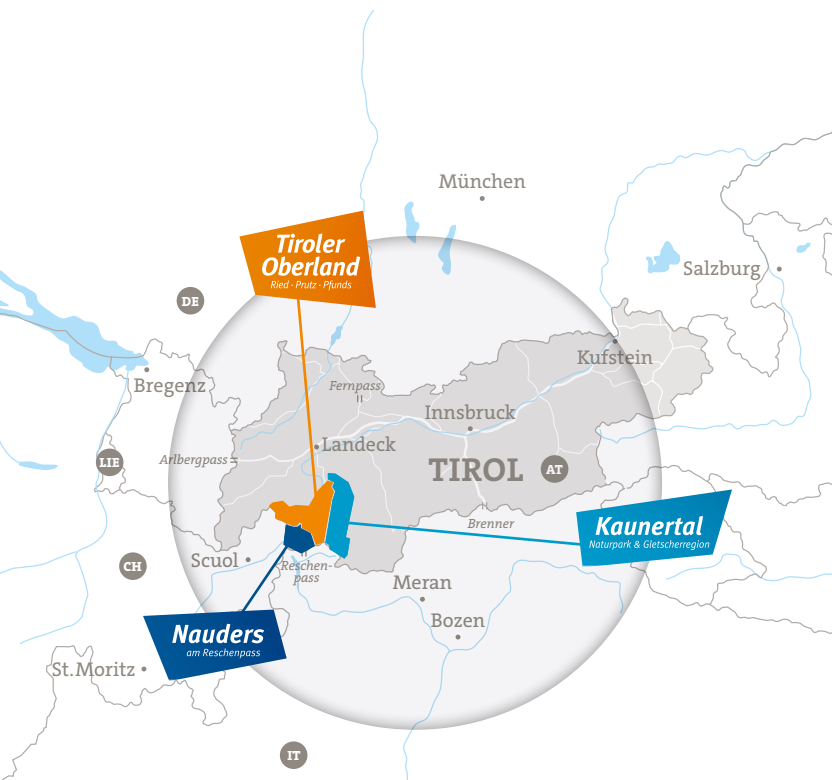 München
Tiroler
Oberland
Ried · Prutz · Pfunds
Salzburg
DE
Kufstein
Bregenz
Fernpass
Innsbruck
Landeck
Arlbergpass
LIE
TIROL
AT
Brenner
Kaunertal
Naturpark & Gletscherregion
Scuol
CH
Reschen-
pass
Meran
Bozen
Nauders
am Reschenpass
St.Moritz
IT